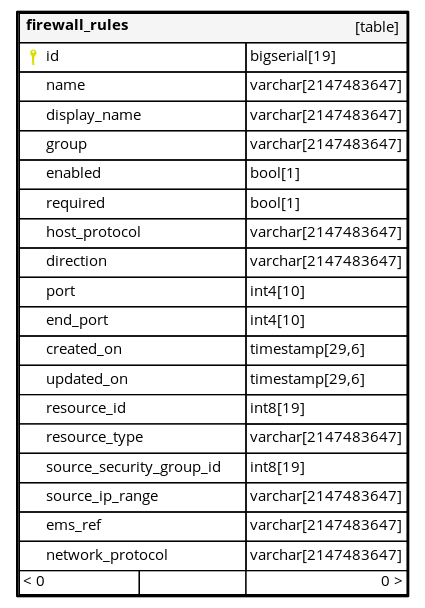 firewall_rules [table]
id bigserial[19]
name varchar[2147483647]
display_name varchar[2147483647]
group varchar[2147483647]
enabled bool[1]
required bool[1]
host_protocol varchar[2147483647]
direction varchar[2147483647]
port int4[10]
end_port int4[10]
created_on timestamp[29,6]
updated_on timestamp[29,6]
resource_id int8[19]
resource_type varchar[2147483647]
source_security_group_id int8[19]
source_ip_range varchar[2147483647]
ems_ref varchar[2147483647]
network_protocol varchar[2147483647]
< 0 0 >